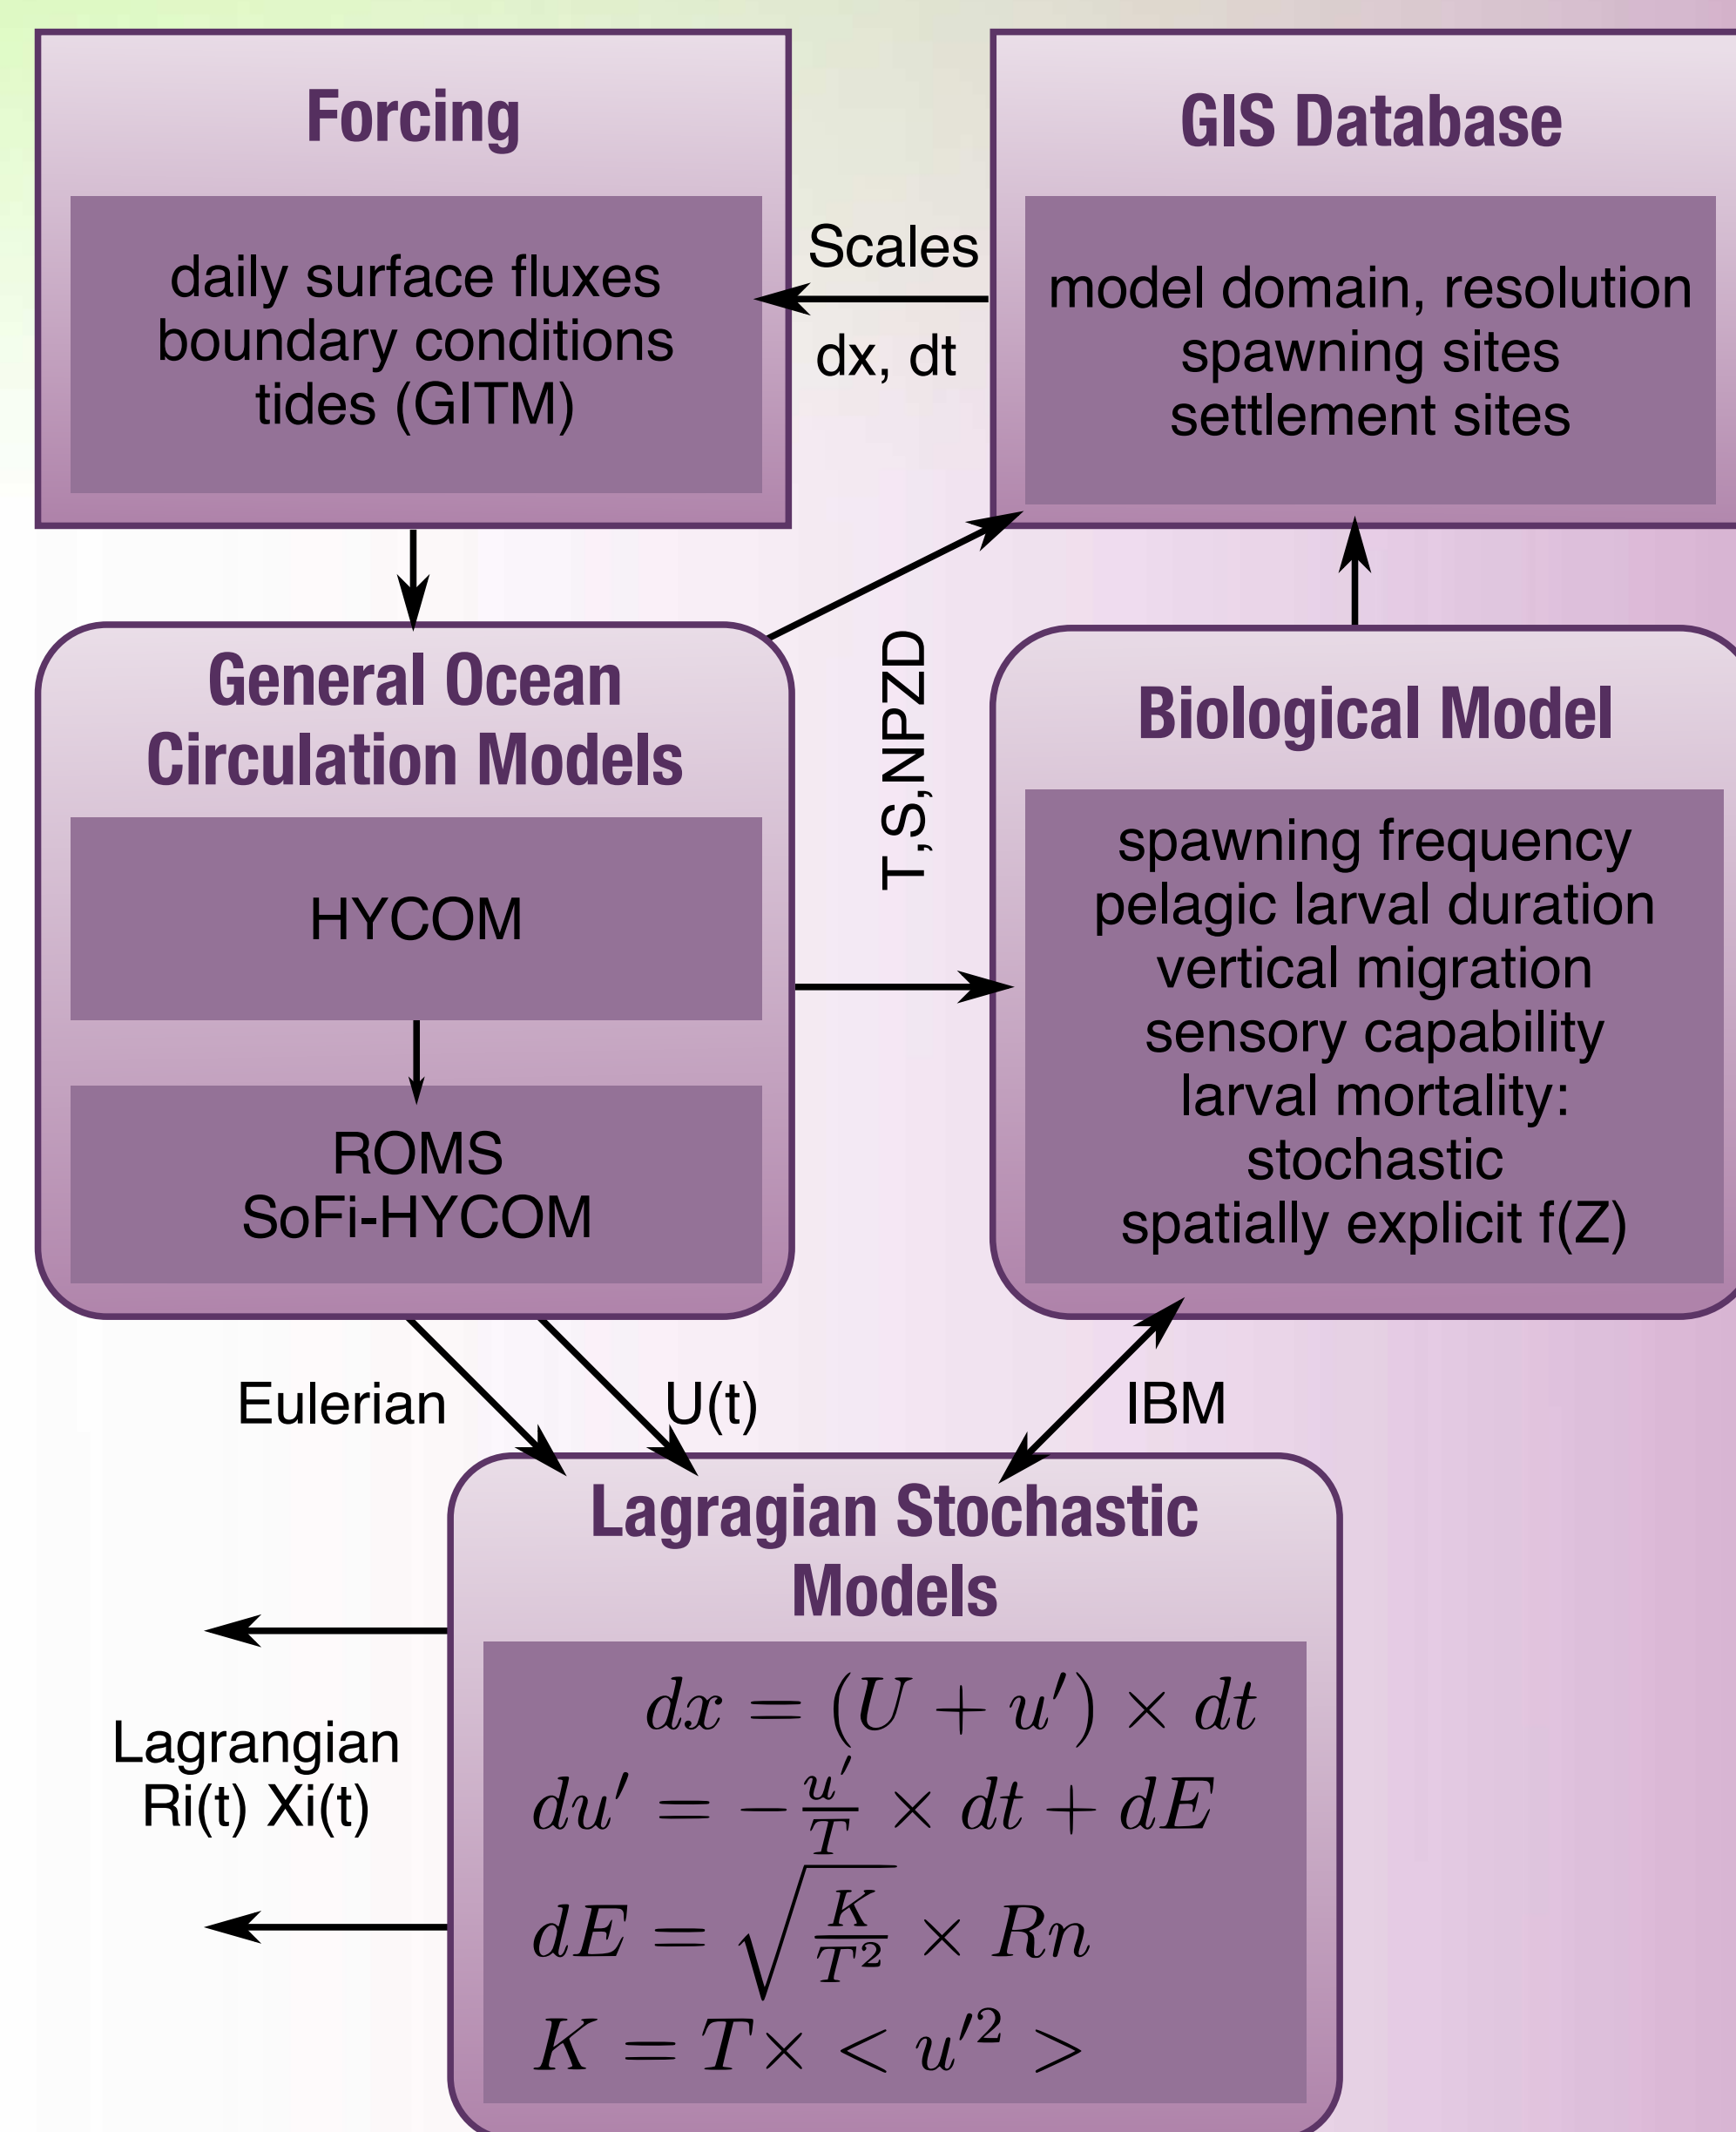 Forcing
daily surface fluxes
boundary conditions
tides (GITM)
Scales
dx, dt
GIS Database
model domain, resolution
spawning sites
settlement sites
General Ocean
Circulation Models
HYCOM
ROMS
SoFi-HYCOM
T,S,NPZD
Biological Model
spawning frequency
pelagic larval duration
vertical migration
sensory capability
larval mortality:
stochastic
spatially explicit f(Z)
Eulerian
U(t)
IBM
Lagragian Stochastic
Models
dx = (U + u′) × dt
du′ = −u′/T × dt + dE
dE = √(K/T²) × Rn
K = T× < u′² >
Lagrangian
Ri(t) Xi(t)